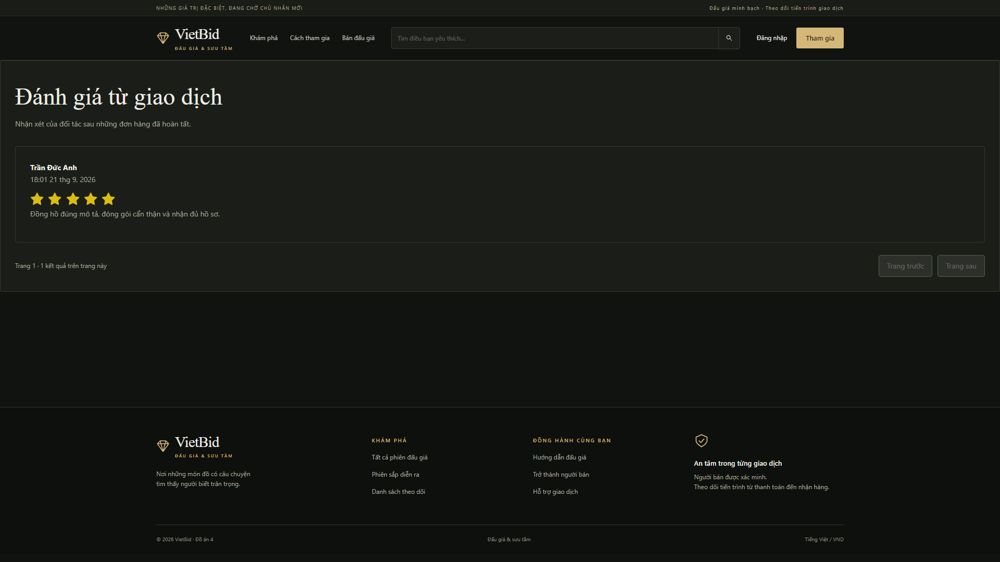 NHỮNG GIÁ TRỊ ĐẶC BIỆT, ĐANG CHỜ CHỦ NHÂN MỚI
Đấu giá minh bạch · Theo dõi tiến trình giao dịch
VietBid
ĐẤU GIÁ & SƯU TẦM
Khám phá
Cách tham gia
Bán đấu giá
Tìm điều bạn yêu thích...
Đăng nhập
Tham gia
Đánh giá từ giao dịch
Nhận xét của đối tác sau những đơn hàng đã hoàn tất.
Trần Đức Anh
18:01 21 thg 9, 2026
Đồng hồ đúng mô tả, đóng gói cẩn thận và nhận đủ hồ sơ.
Trang 1 · 1 kết quả trên trang này
Trang trước
Trang sau
VietBid
ĐẤU GIÁ & SƯU TẦM
Nơi những món đồ có câu chuyện
tìm thấy người biết trân trọng.
KHÁM PHÁ
Tất cả phiên đấu giá
Phiên sắp diễn ra
Danh sách theo dõi
ĐỒNG HÀNH CÙNG BẠN
Hướng dẫn đấu giá
Trở thành người bán
Hỗ trợ giao dịch
An tâm trong từng giao dịch
Người bán được xác minh.
Theo dõi tiến trình từ thanh toán đến nhận hàng.
© 2026 VietBid · Đồ án 4
Đấu giá & sưu tầm
Tiếng Việt / VND